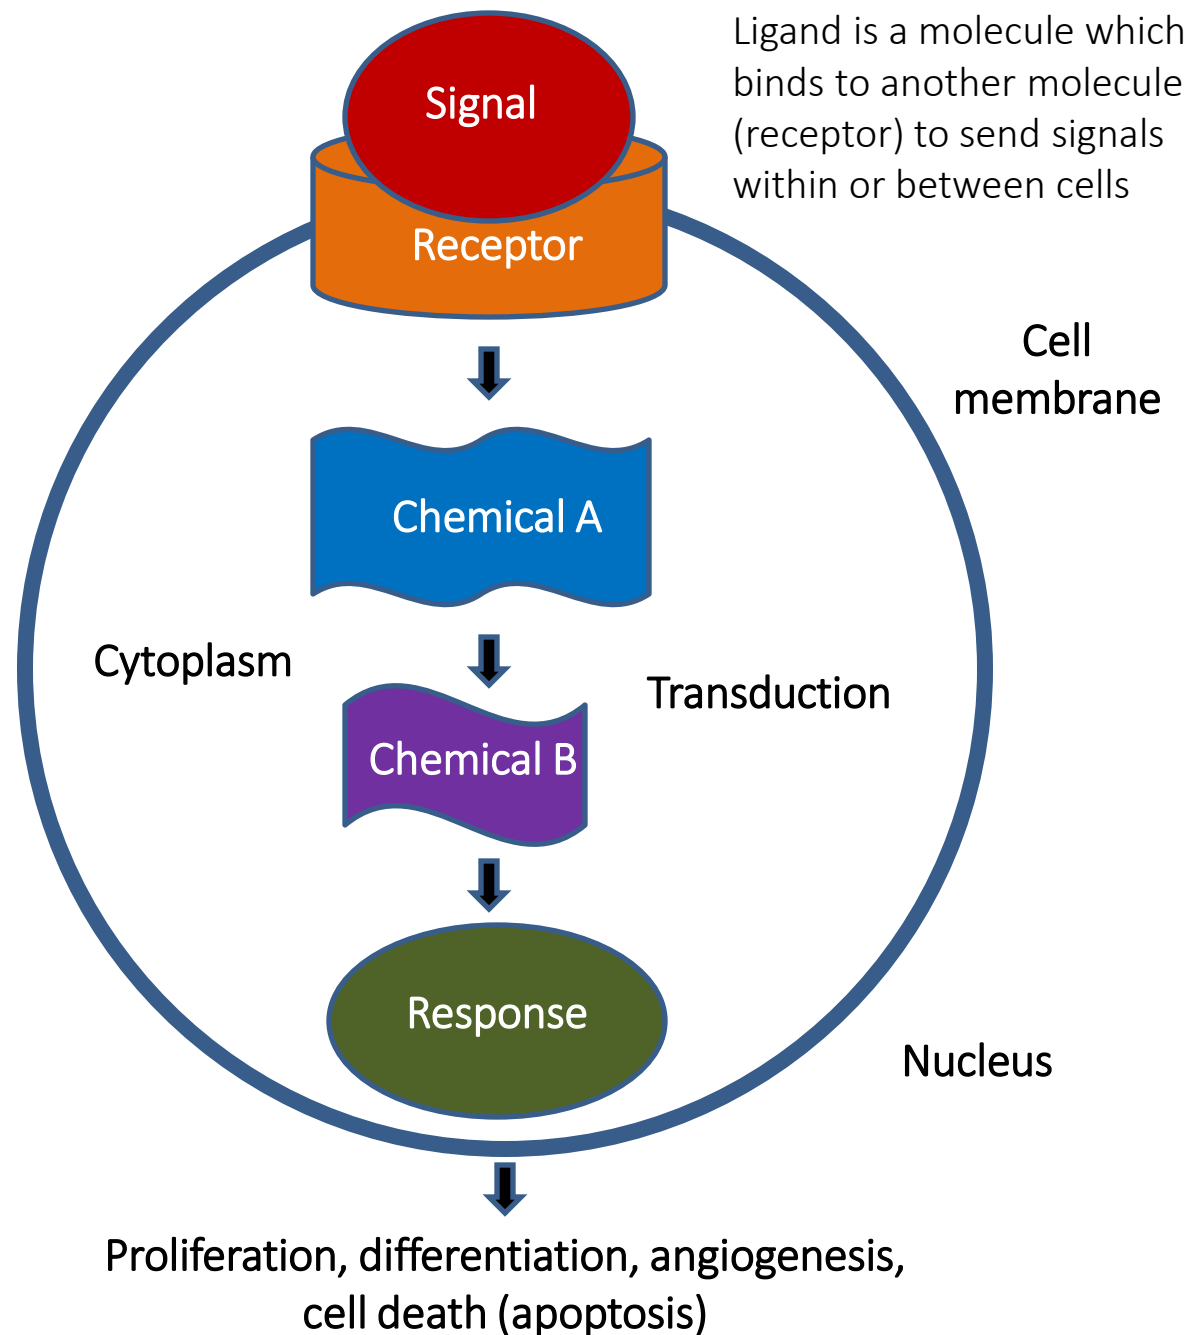 Ligand is a molecule which
binds to another molecule
(receptor) to send signals
within or between cells
Signal
Receptor
Cell
membrane
Chemical A
Cytoplasm
Transduction
Chemical B
Response
Nucleus
Proliferation, differentiation, angiogenesis,
cell death (apoptosis)